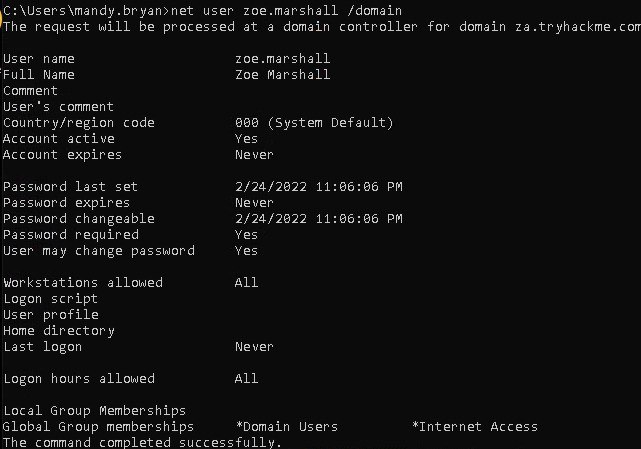 C:\Users\mandy.bryan>net user zoe.marshall /domain
The request will be processed at a domain controller for domain za.tryhackme.com
User name zoe.marshall
Full Name Zoe Marshall
Comment
User's comment
Country/region code 000 (System Default)
Account active Yes
Account expires Never
Password last set 2/24/2022 11:06:06 PM
Password expires Never
Password changeable 2/24/2022 11:06:06 PM
Password required Yes
User may change password Yes
Workstations allowed All
Logon script
User profile
Home directory
Last logon Never
Logon hours allowed All
Local Group Memberships
Global Group memberships *Domain Users *Internet Access
The command completed successfully.